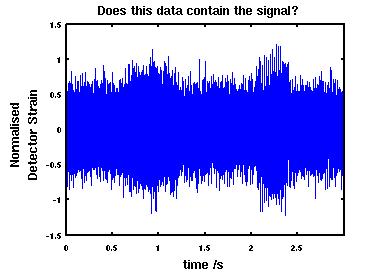 Does this data contain the signal?
1.5
1
0.5
0
-0.5
-1
-1.5
Normalised
Detector Strain
0 0.5 1 1.5 2 2.5
time /s